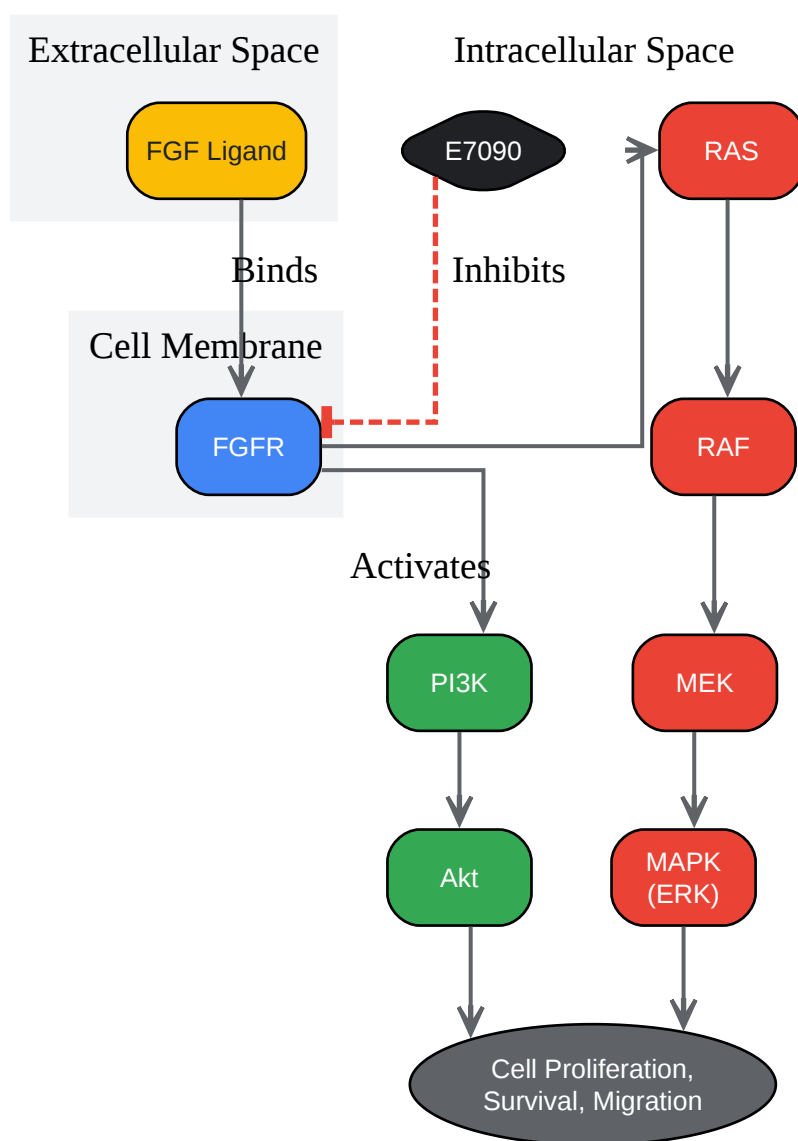 Extracellular Space
Intracellular Space
FGF Ligand
E7090
RAS
Binds
Inhibits
Cell Membrane
FGFR
RAF
Activates
PI3K
MEK
Akt
MAPK
(ERK)
Cell Proliferation,
Survival, Migration